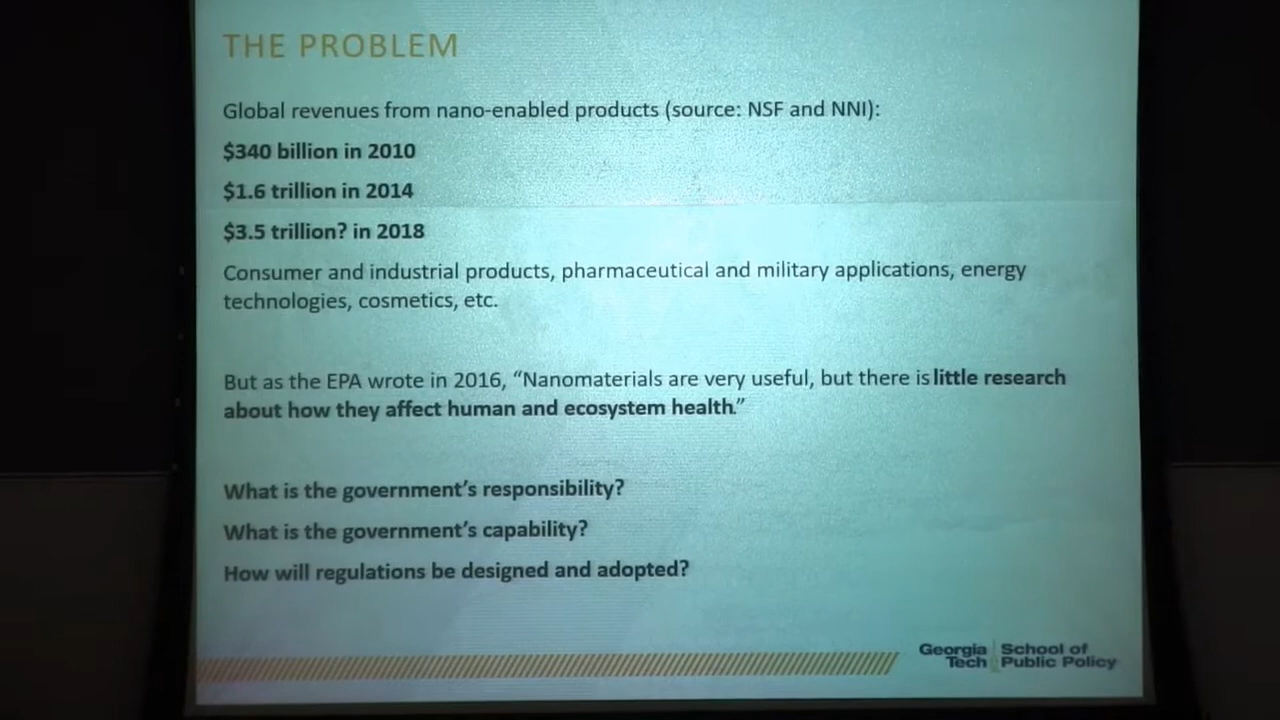 THE PROBLEM
Global revenues from nano-enabled products (source: NSF and NNI):
$340 billion in 2010
$1.6 trillion in 2014
$3.5 trillion? in 2018
Consumer and industrial products, pharmaceutical and military applications, energy
technologies, cosmetics, etc.
But as the EPA wrote in 2016, “Nanomaterials are very useful, but there is little research
about how they affect human and ecosystem health.”
What is the government’s responsibility?
What is the government’s capability?
How will regulations be designed and adopted?
Georgia Tech
School of Public Policy